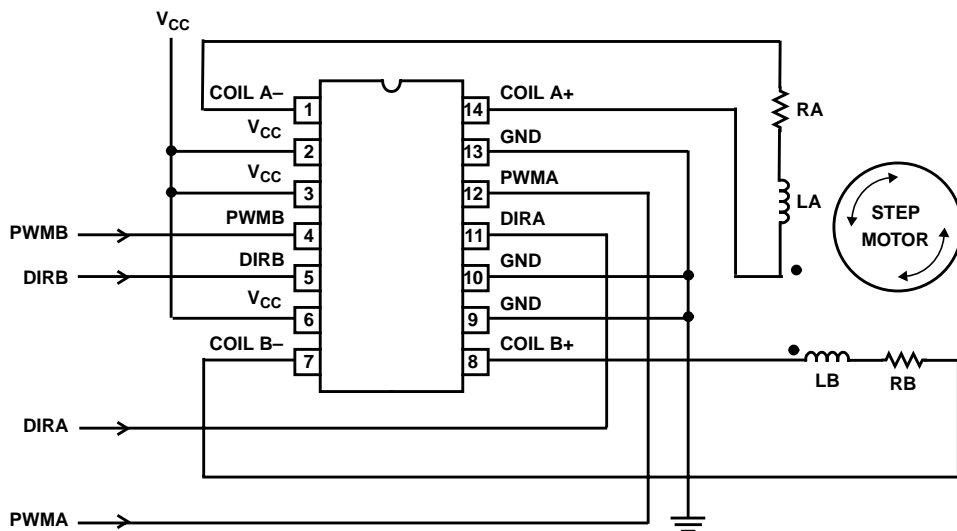 VCC
COIL A–
1
14
COIL A+
RA
VCC
2
13
GND
VCC
3
12
PWMA
LA
STEP
MOTOR
PWMB
PWMB
4
11
DIRA
DIRB
DIRB
5
10
GND
VCC
6
9
GND
COIL B–
7
8
COIL B+
LB
RB
DIRA
PWMA